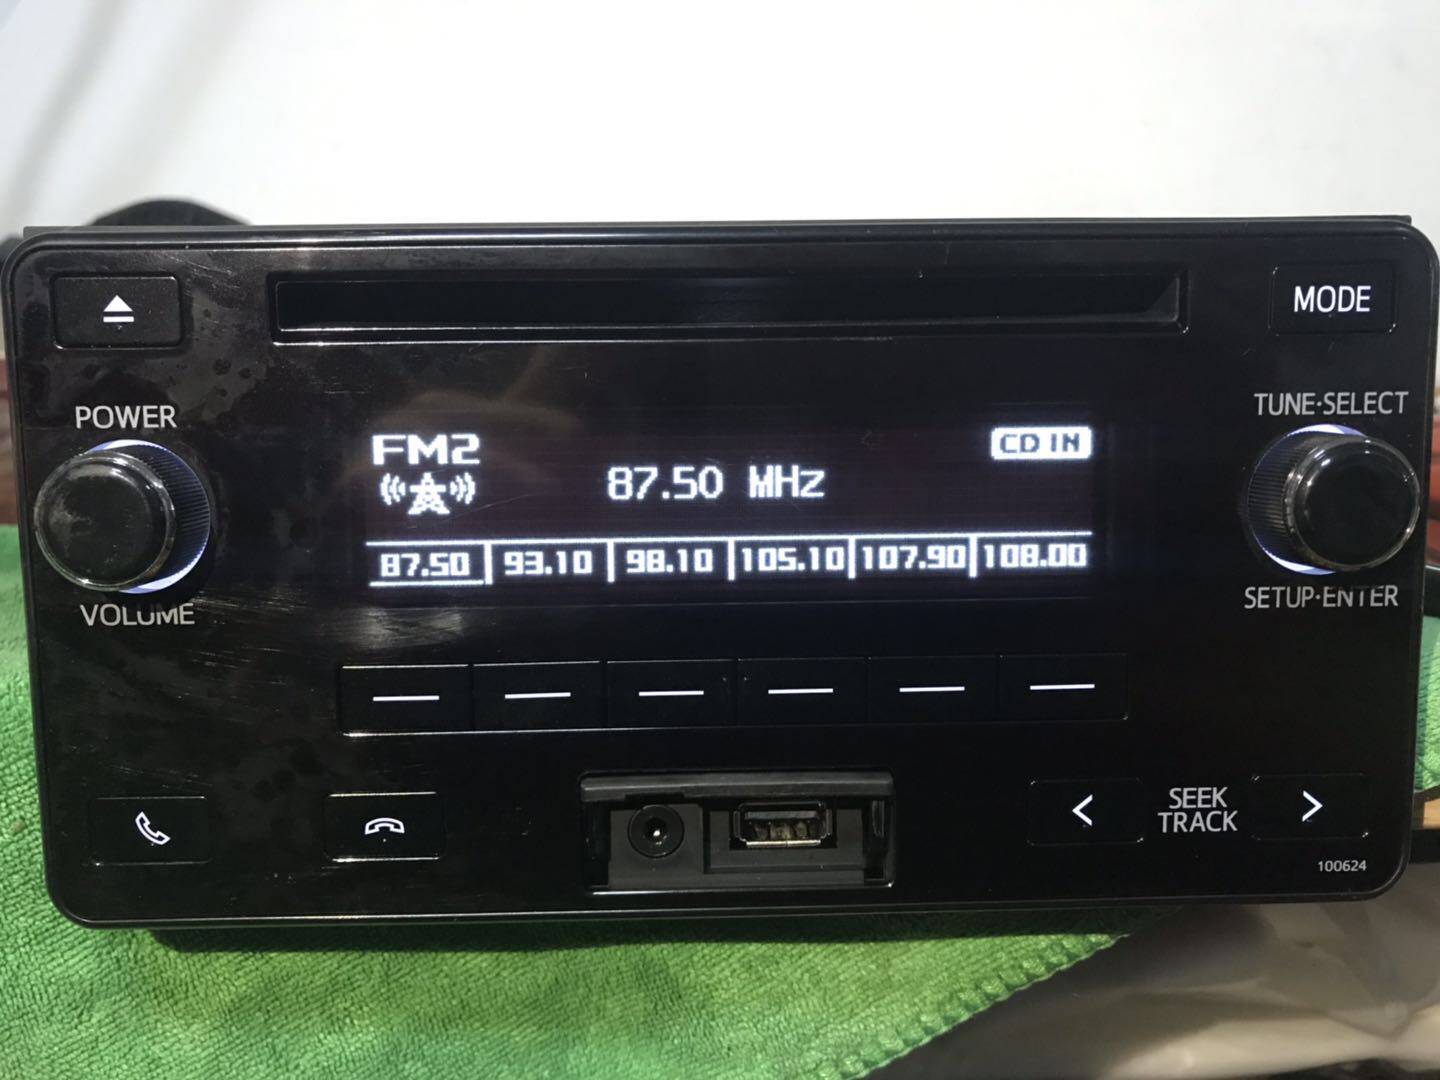 MODE
POWER
TUNE·SELECT
FM2
CD IN
87.50 MHz
87.50 93.10 98.10 105.10 107.90 108.00
VOLUME
SETUP·ENTER
SEEK
TRACK
100624